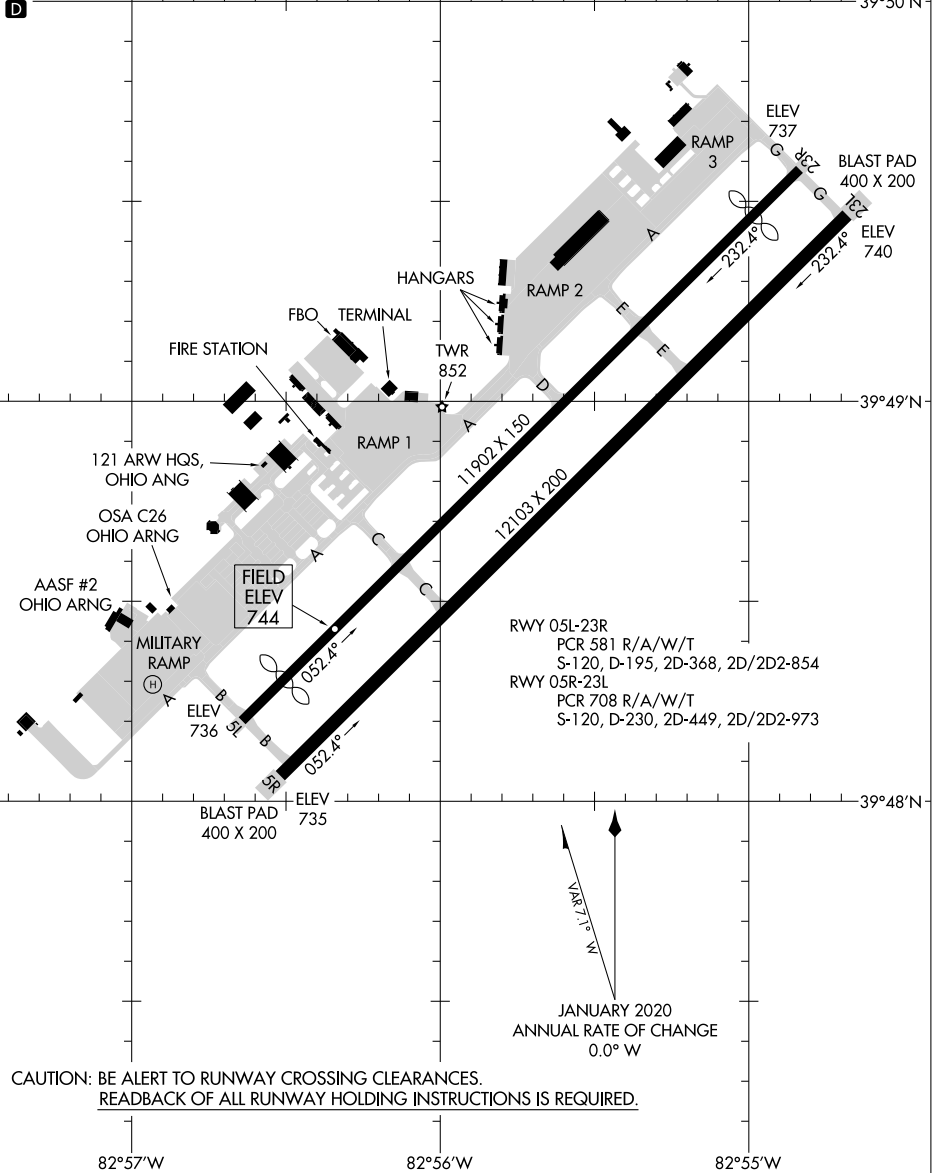 D
39°50'N
ELEV
737
RAMP
3
G
23R
BLAST PAD
400 X 200
G
23L
ELEV
740
A
232.4°
232.4°
HANGARS
RAMP 2
FBO
TERMINAL
FIRE STATION
TWR
852
E
E
D
39°49'N
A
RAMP 1
121 ARW HQS,
OHIO ANG
11902 X 150
12103 X 200
OSA C26
OHIO ARNG
A
C
C
AASF #2
OHIO ARNG
FIELD
ELEV
744
MILITARY
RAMP
H
A
052.4°
RWY 05L-23R
PCR 581 R/A/W/T
S-120, D-195, 2D-368, 2D/2D2-854
RWY 05R-23L
PCR 708 R/A/W/T
S-120, D-230, 2D-449, 2D/2D2-973
B
ELEV
736
5L
B
052.4°
5R
ELEV
735
BLAST PAD
400 X 200
39°48'N
VAR 7.1° W
JANUARY 2020
ANNUAL RATE OF CHANGE
0.0° W
CAUTION: BE ALERT TO RUNWAY CROSSING CLEARANCES.
READBACK OF ALL RUNWAY HOLDING INSTRUCTIONS IS REQUIRED.
82°57'W
82°56'W
82°55'W